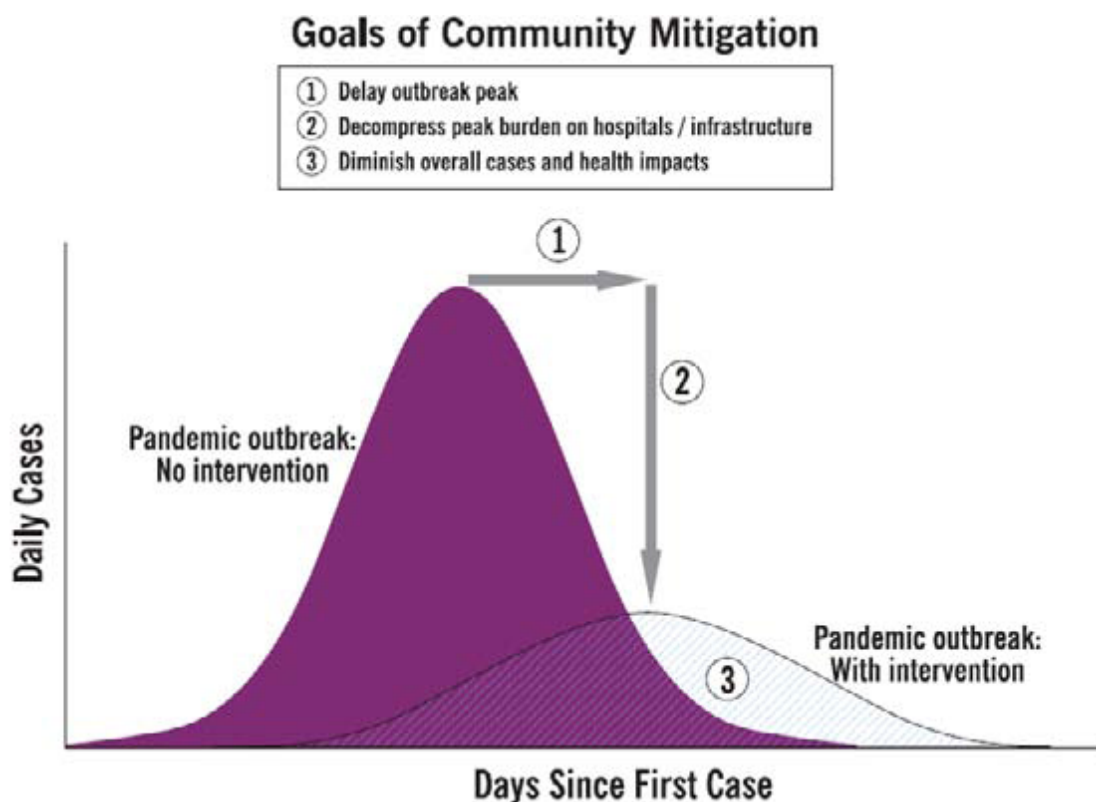 Goals of Community Mitigation
① Delay outbreak peak
② Decompress peak burden on hospitals / infrastructure
③ Diminish overall cases and health impacts
①
②
Pandemic outbreak:
No intervention
Daily Cases
Pandemic outbreak:
With intervention
③
Days Since First Case